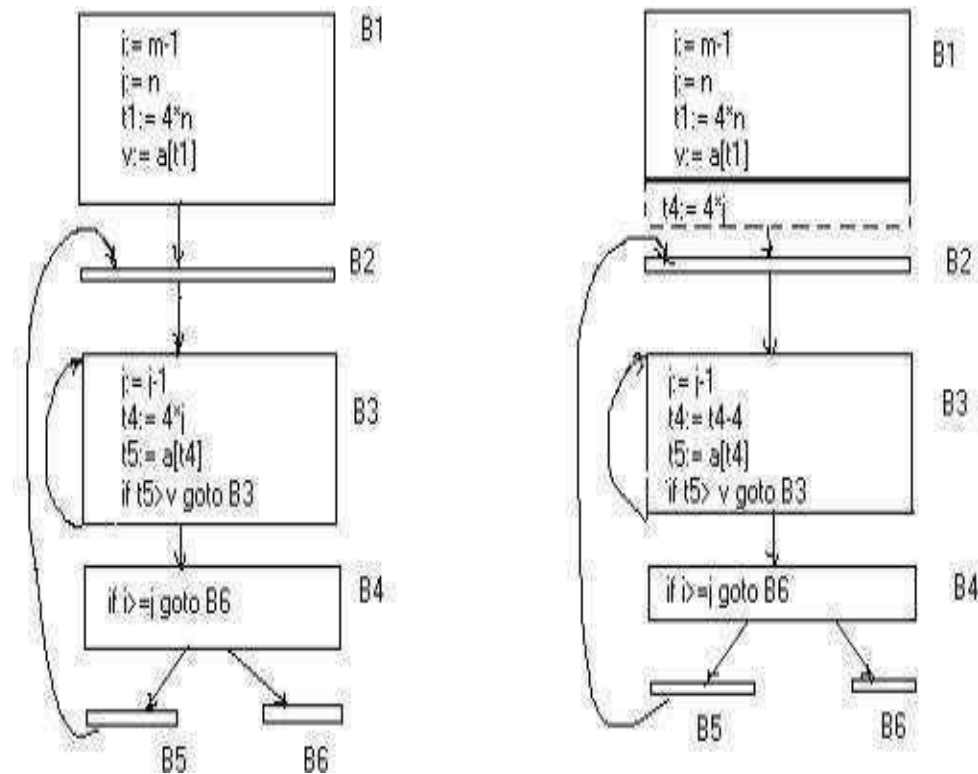 B1
i:= m-1
j:= n
t1:= 4*n
v:= a[t1]
B2
j:= j-1
t4:= 4*j
t5:= a[t4]
if t5>v goto B3
B3
if i>=j goto B6
B4
B5
B6
B1
i:= m-1
j:= n
t1:= 4*n
v:= a[t1]
t4:= 4*j
B2
j:= j-1
t4:= t4-4
t5:= a[t4]
if t5> v goto B3
B3
if i>=j goto B6
B4
B5
B6